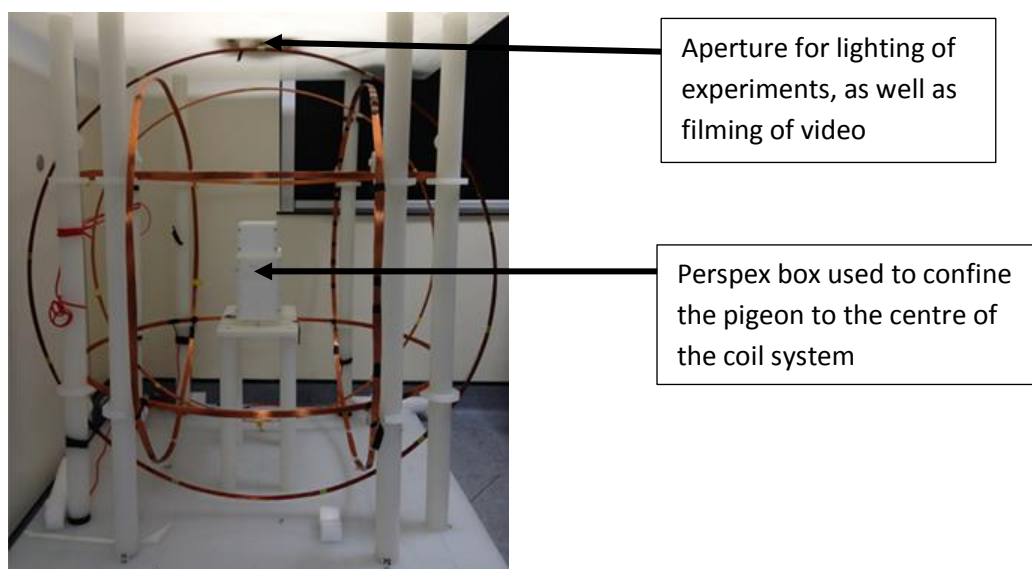 Aperture for lighting of
experiments, as well as
filming of video
Perspex box used to confine
the pigeon to the centre of
the coil system